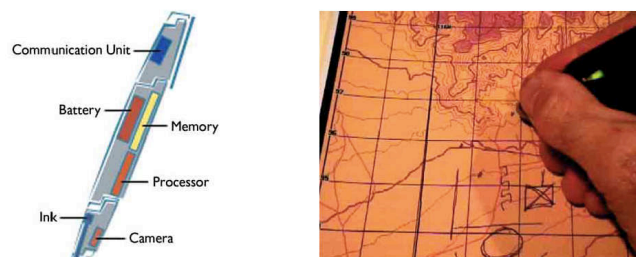 Communication Unit
Battery
Memory
Processor
Ink
Camera